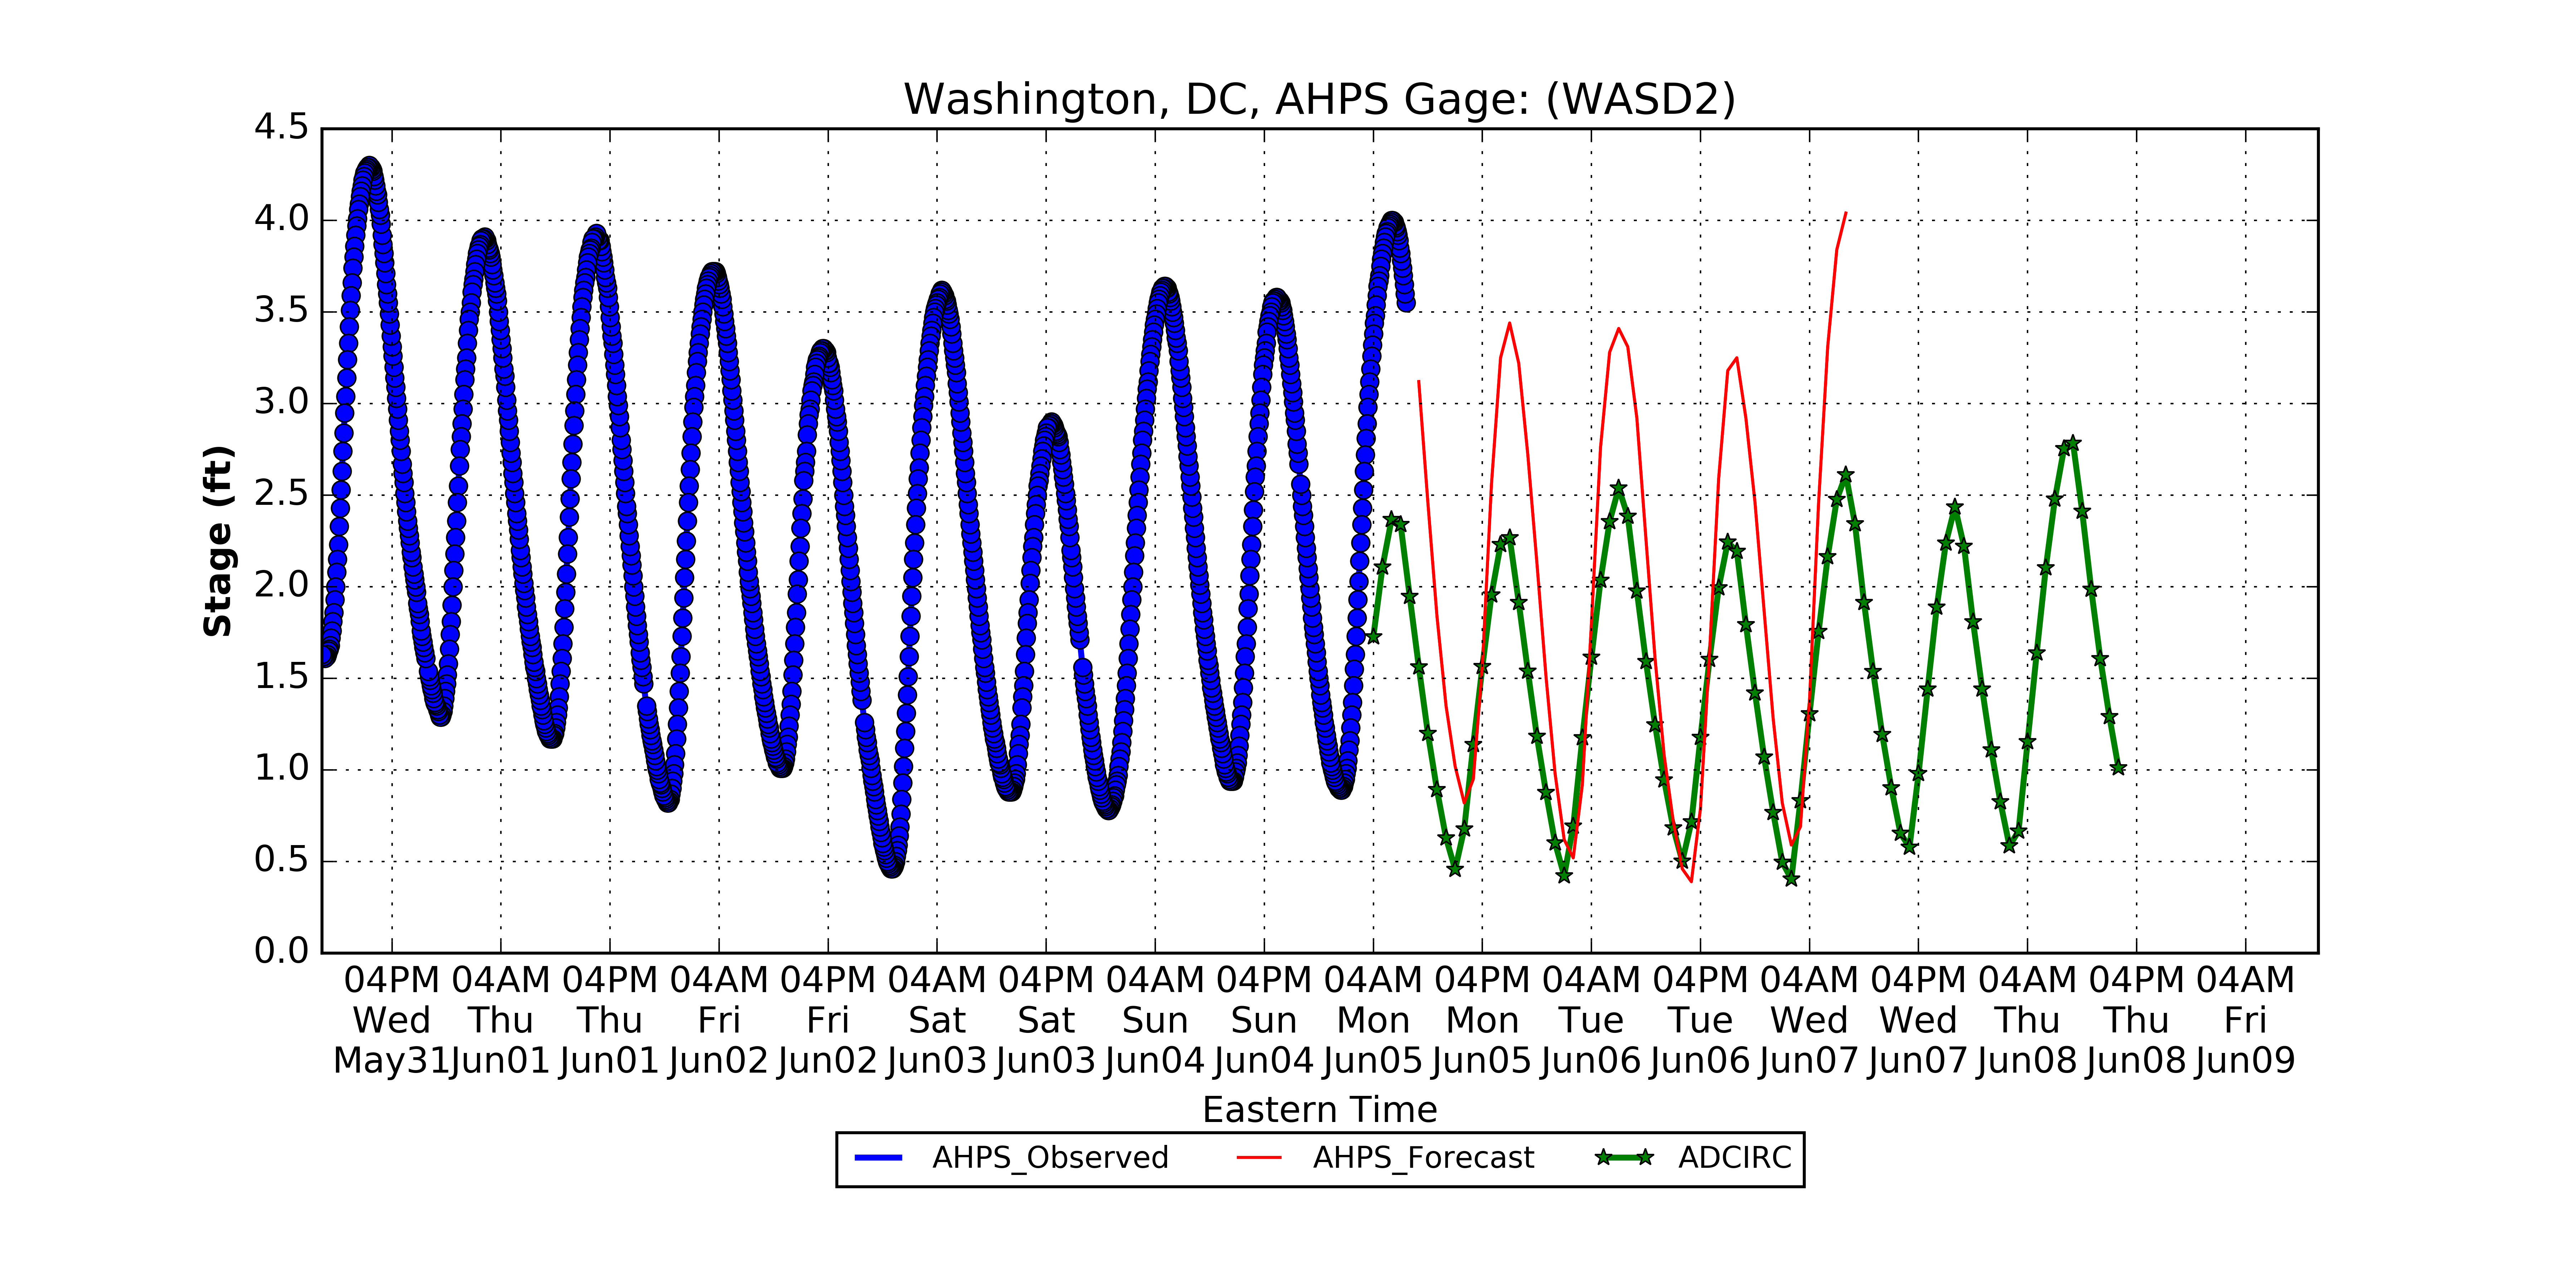 Washington, DC, AHPS Gage: (WASD2)
4.5
4.0
3.5
3.0
2.5
2.0
1.5
1.0
0.5
0.0
Stage (ft)
04PM 04AM 04PM 04AM 04PM 04AM 04PM 04AM 04PM 04AM 04PM 04AM 04PM 04AM 04PM 04AM 04PM 04AM
Wed Thu Thu Fri Fri Sat Sat Sun Sun Mon Mon Tue Tue Wed Wed Thu Thu Fri
May31 Jun01 Jun01 Jun02 Jun02 Jun03 Jun03 Jun04 Jun04 Jun05 Jun05 Jun06 Jun06 Jun07 Jun07 Jun08 Jun08 Jun09
Eastern Time
AHPS_Observed AHPS_Forecast ADCIRC